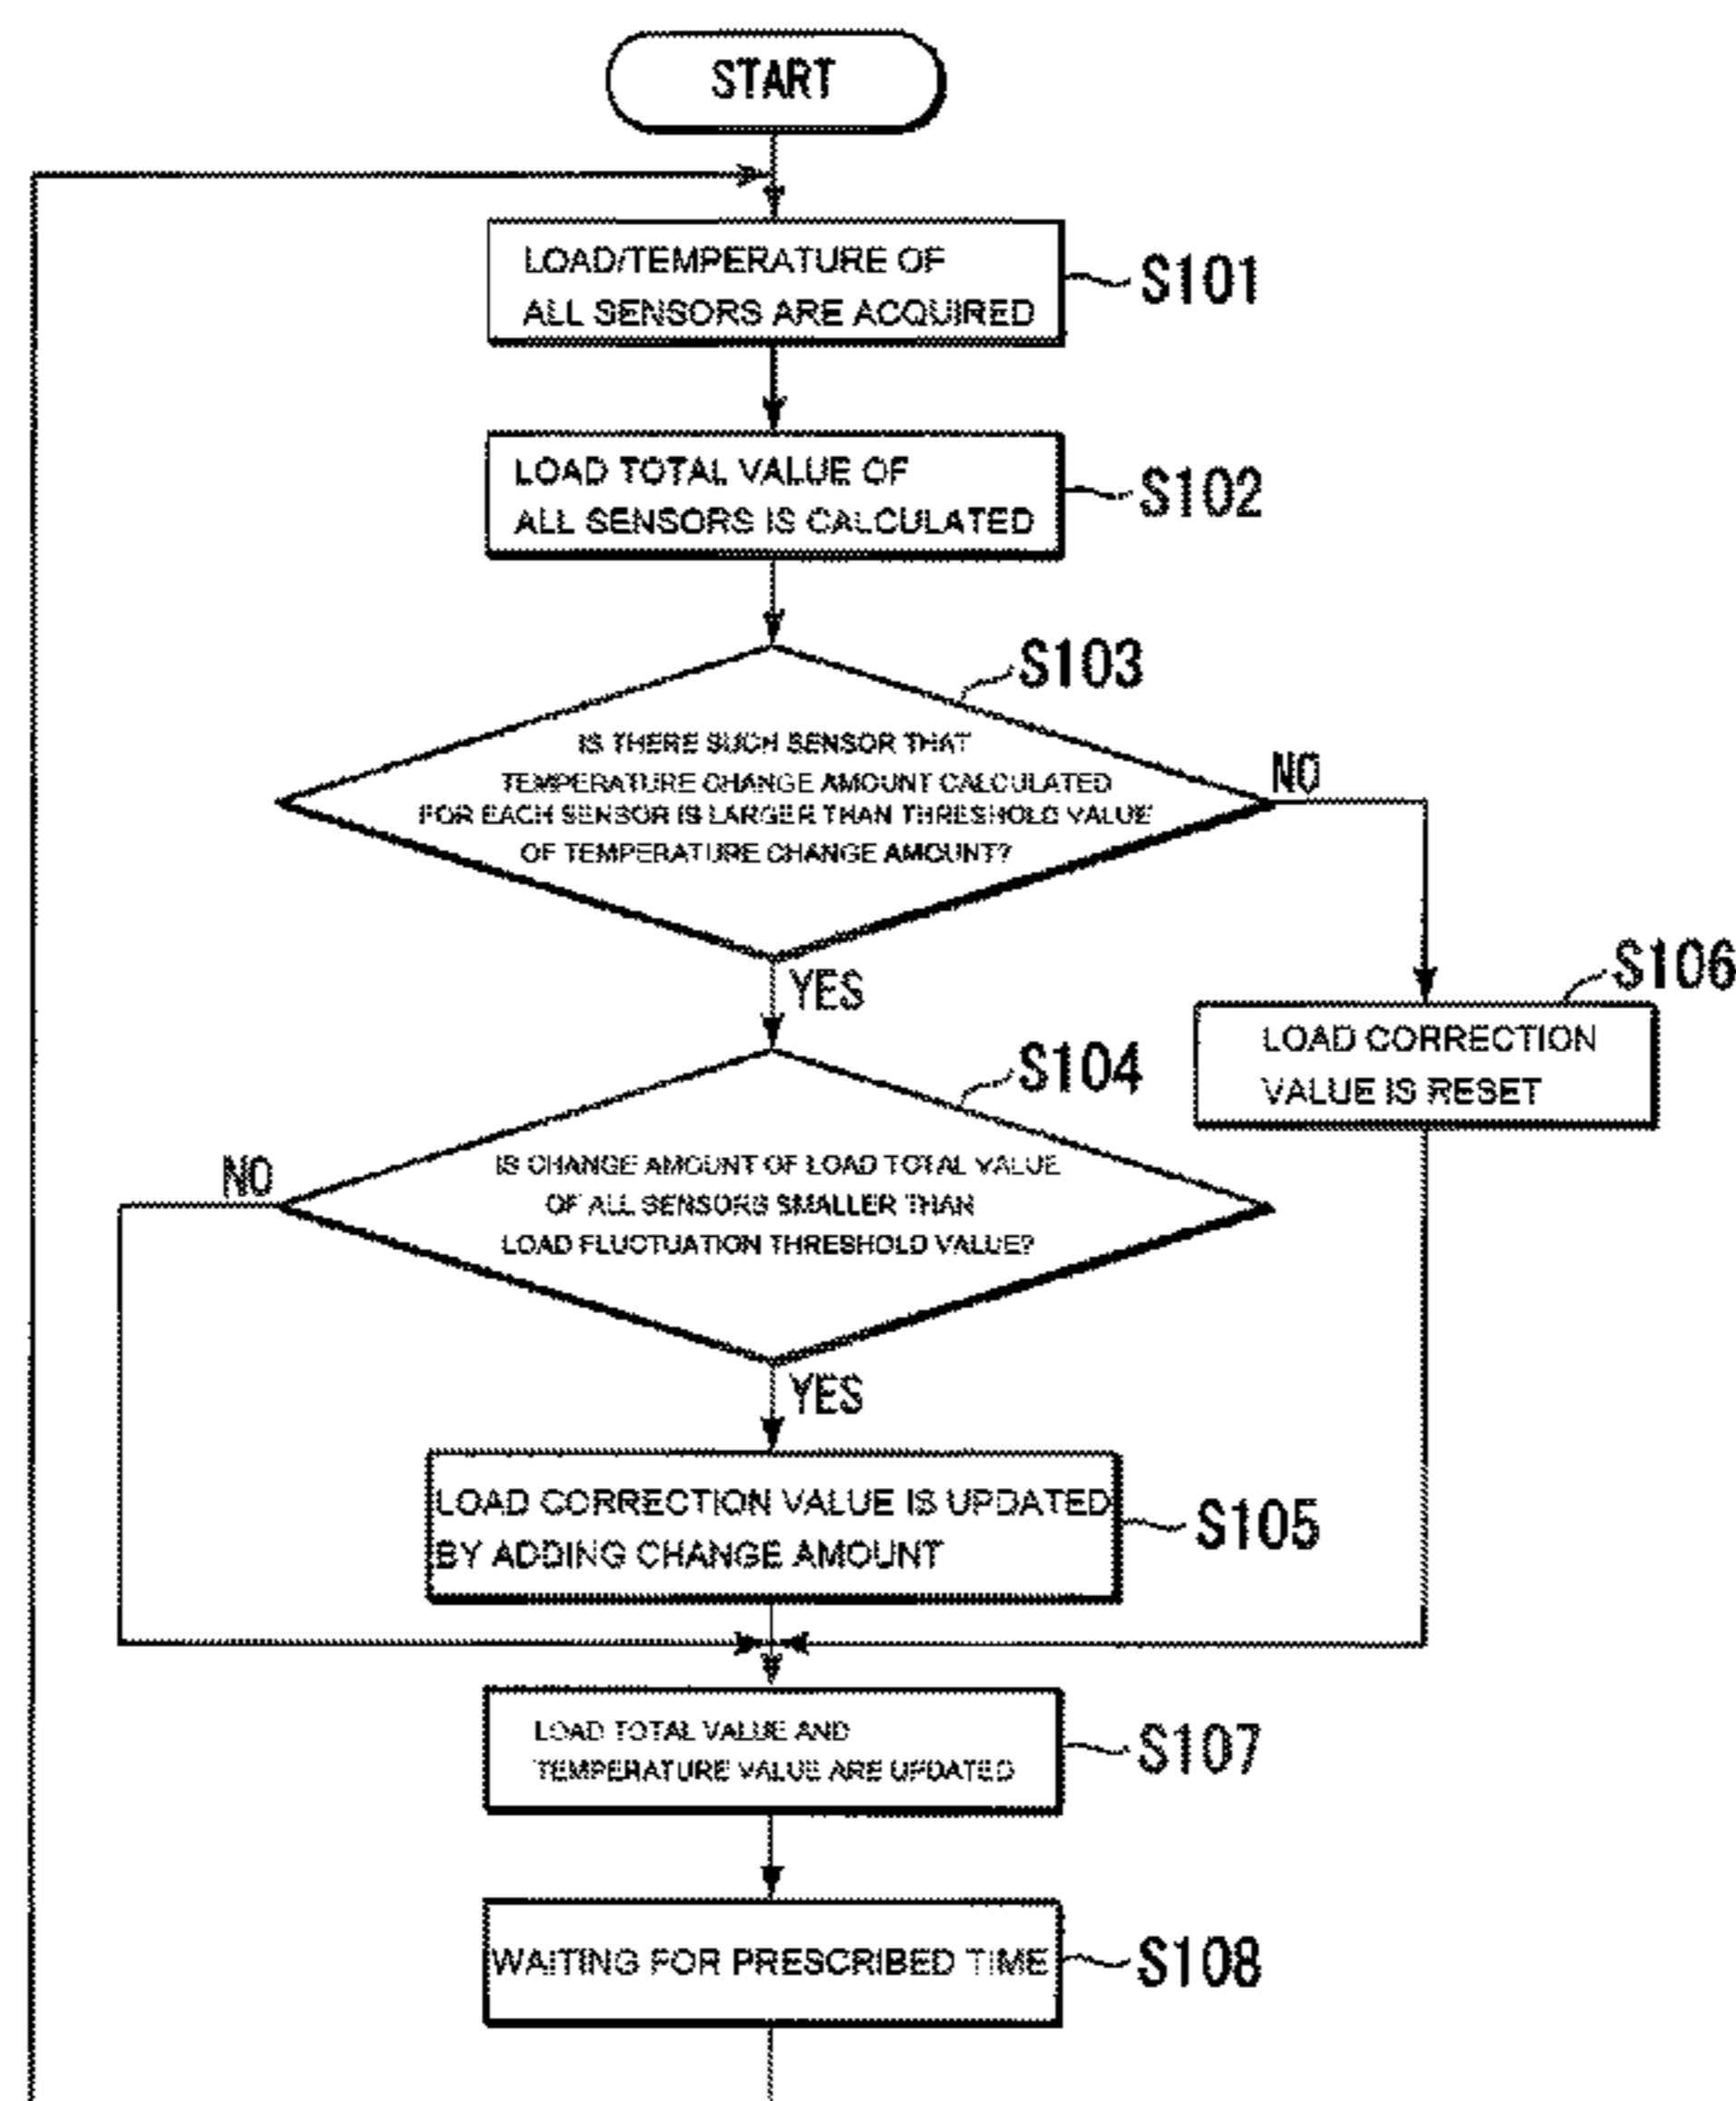 START
LOAD/TEMPERATURE OF
ALL SENSORS ARE ACQUIRED
S101
LOAD TOTAL VALUE OF
ALL SENSORS IS CALCULATED
S102
S103
IS THERE SUCH SENSOR THAT
TEMPERATURE CHANGE AMOUNT CALCULATED
FOR EACH SENSOR IS LARGER THAN THRESHOLD VALUE
OF TEMPERATURE CHANGE AMOUNT?
NO
YES
S106
LOAD CORRECTION
VALUE IS RESET
S104
IS CHANGE AMOUNT OF LOAD TOTAL VALUE
OF ALL SENSORS SMALLER THAN
LOAD FLUCTUATION THRESHOLD VALUE?
NO
YES
LOAD CORRECTION VALUE IS UPDATED
BY ADDING CHANGE AMOUNT
S105
LOAD TOTAL VALUE AND
TEMPERATURE VALUE ARE UPDATED
S107
WAITING FOR PRESCRIBED TIME
S108